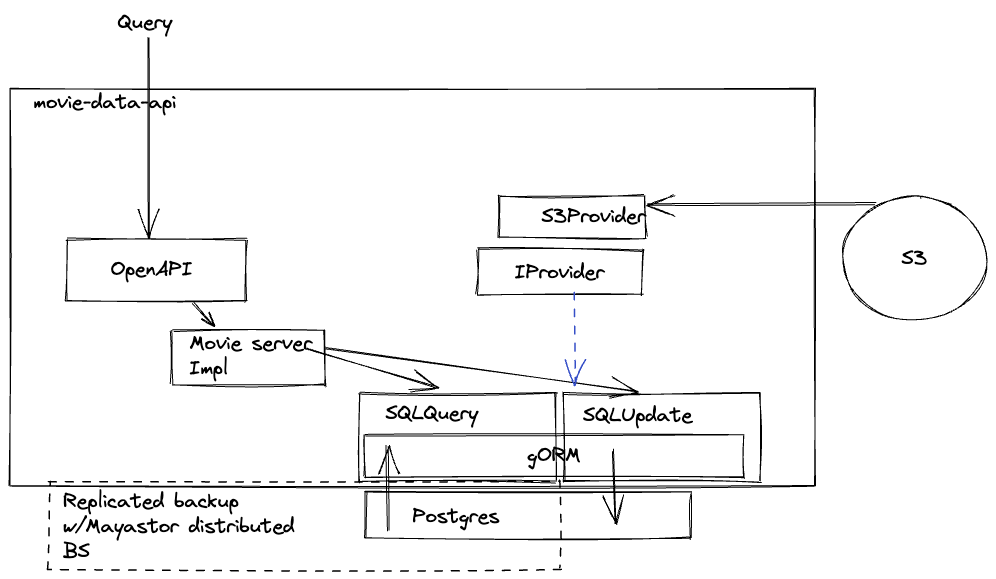 Query
movie-data-api
S3Provider
OpenAPI
IProvider
S3
Movie server
Impl
SQLQuery
SQLUpdate
gORM
Replicated backup
w/Mayastor distributed
BS
Postgres